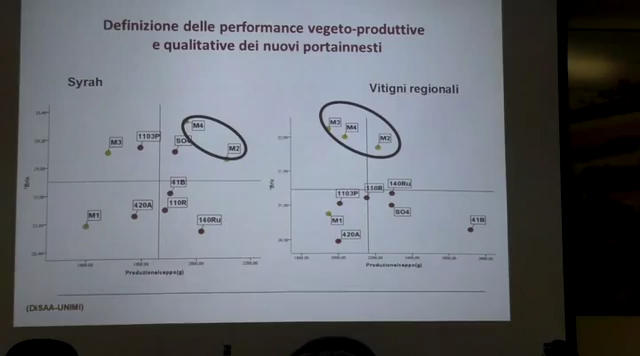 Definizione delle performance vegeto-produttive
e qualitative dei nuovi portainnesti
Syrah
Vitigni regionali
M4
M3
1103P
M2
41B
420A
110R
M1
140Ru
Produzione/ceppo(g)
M3
M4
M2
140Ru
110R
1103P
SO4
M1
41B
420A
Produzione/ceppo(g)
(DiSAA-UNIMI)